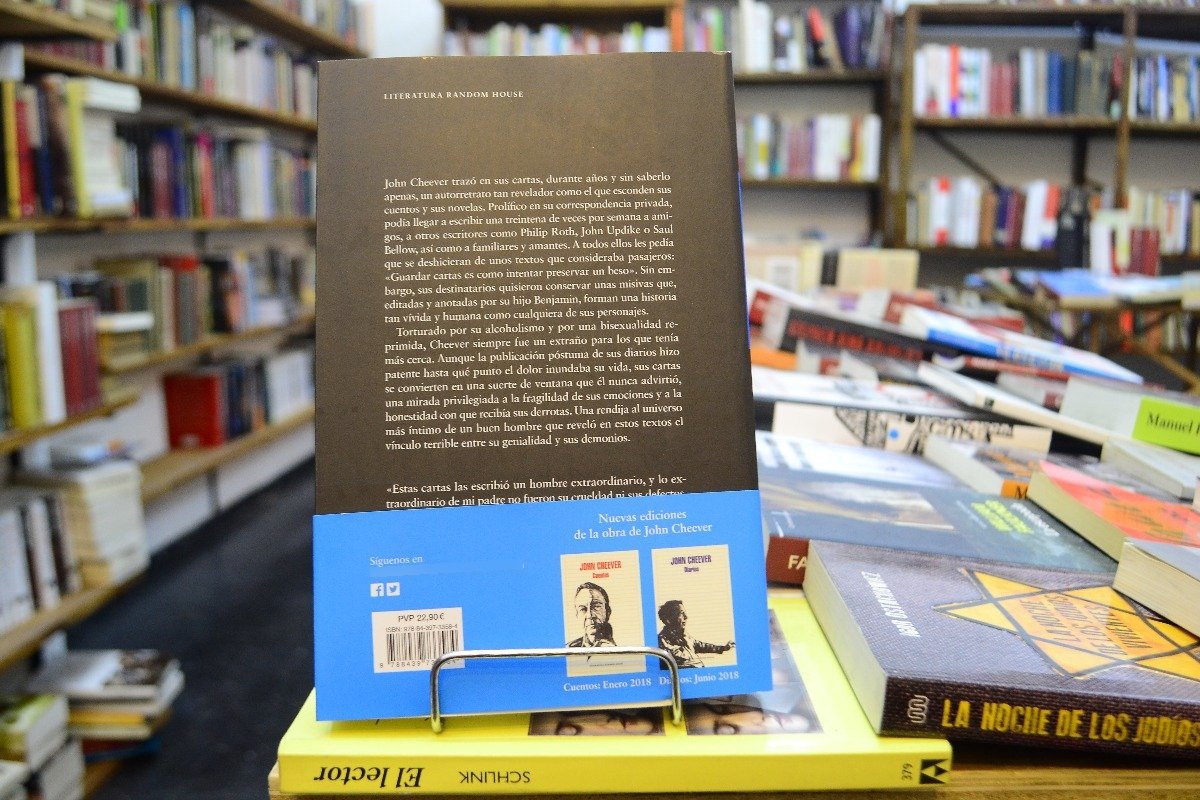 LITERATURA RANDOM HOUSE
John Cheever trazó en sus cartas, durante años y sin saberlo
apenas, un autorretrato tan revelador como el que esconden sus
cuentos y sus novelas. Prolífico en su correspondencia privada,
podía llegar a escribir una treintena de veces por semana a ami-
gos, a otros escritores como Philip Roth, John Updike o Saul
Bellow, así como a familiares y amantes. A todos ellos les pedía
que se deshicieran de unos textos que consideraba pasajeros:
«Guardar cartas es como intentar preservar un beso». Sin em-
bargo, sus destinatarios quisieron conservar unas misivas que,
editadas y anotadas por su hijo Benjamin, forman una historia
tan vívida y humana como cualquiera de sus personajes.
Torturado por su alcoholismo y por una bisexualidad re-
primida, Cheever siempre fue un extraño para los que tenía
más cerca. Aunque la publicación póstuma de sus diarios hizo
patente hasta qué punto el dolor inundaba su vida, sus cartas
se convierten en una suerte de ventana que él nunca advirtió,
una mirada privilegiada a la fragilidad de sus emociones y a la
honestidad con que recibía sus derrotas. Una rendija al universo
más íntimo de un buen hombre que reveló en estos textos el
vínculo terrible entre su genialidad y sus demonios.
«Estas cartas las escribió un hombre extraordinario, y lo ex-
traordinario de mi padre no fueron su crueldad ni sus defectos
Nuevas ediciones
de la obra de John Cheever
Síguenos en
JOHN CHEEVER
Cuentos
JOHN CHEEVER
Diarios
PVP 22,90 €
Cuentos: Enero 2018
Diarios: Junio 2018
El lector
SCHLINK
379
LA NOCHE DE LOS JUDÍOS
Manuel
FA